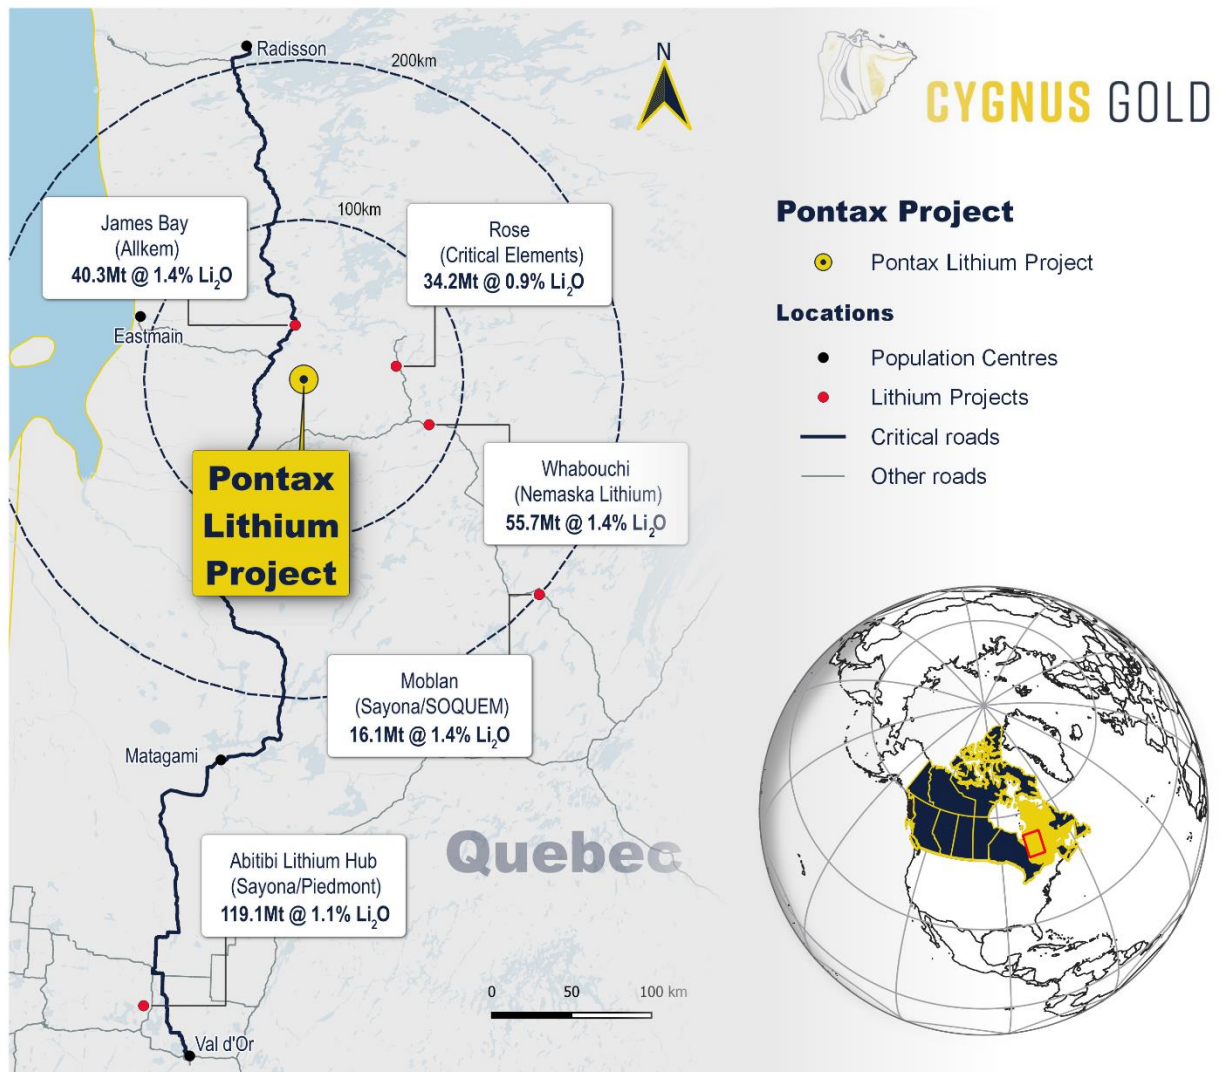 Radisson
200km
N
CYGNUS GOLD
100km
James Bay
(Allkem)
40.3Mt @ 1.4% Li₂O
Rose
(Critical Elements)
34.2Mt @ 0.9% Li₂O
Eastmain
Pontax
Lithium
Project
Whabouchi
(Nemaska Lithium)
55.7Mt @ 1.4% Li₂O
Moblan
(Sayona/SOQUEM)
16.1Mt @ 1.4% Li₂O
Matagami
Quebec
Abitibi Lithium Hub
(Sayona/Piedmont)
119.1Mt @ 1.1% Li₂O
0 50 100 km
Val d'Or
Pontax Project
Pontax Lithium Project
Locations
Population Centres
Lithium Projects
Critical roads
Other roads